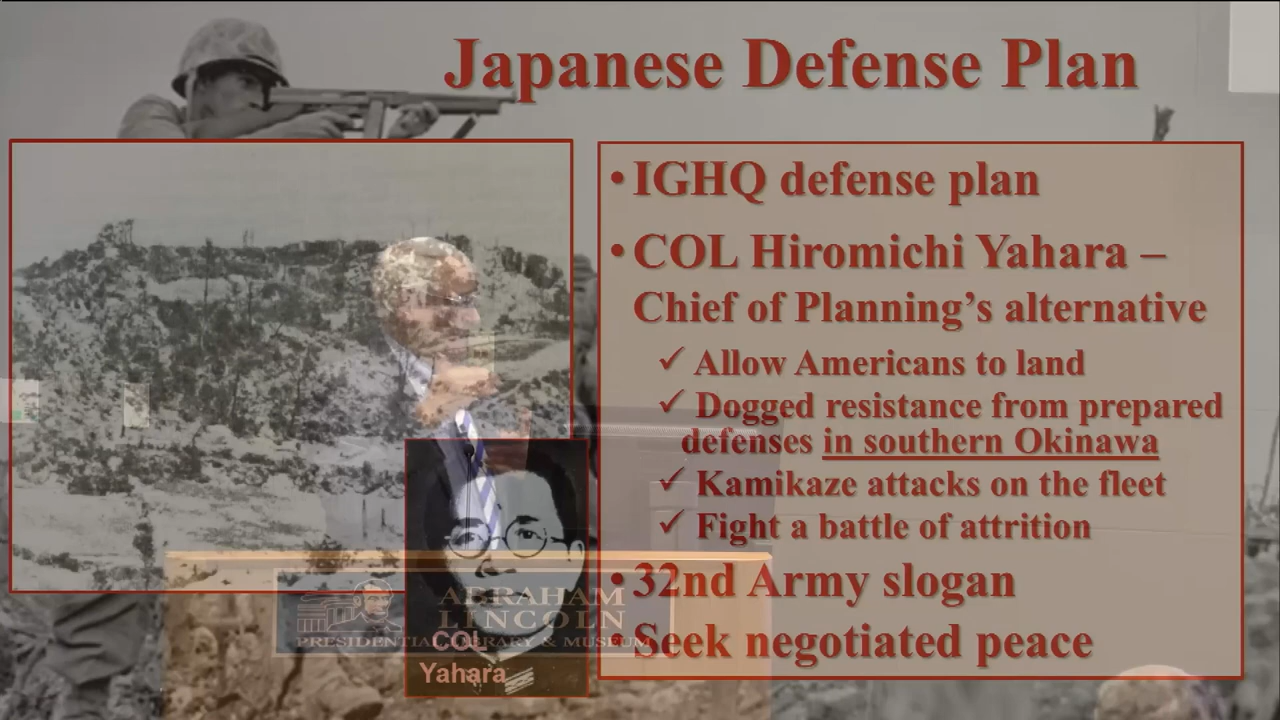 Japanese Defense Plan
• IGHQ defense plan
• COL Hiromichi Yahara –
Chief of Planning’s alternative
✓ Allow Americans to land
✓ Dogged resistance from prepared
defenses in southern Okinawa
✓ Kamikaze attacks on the fleet
✓ Fight a battle of attrition
• 32nd Army slogan
Seek negotiated peace
ABRAHAM
LINCOLN
PRESIDENTIAL LIBRARY & MUSEUM
COL
Yahara